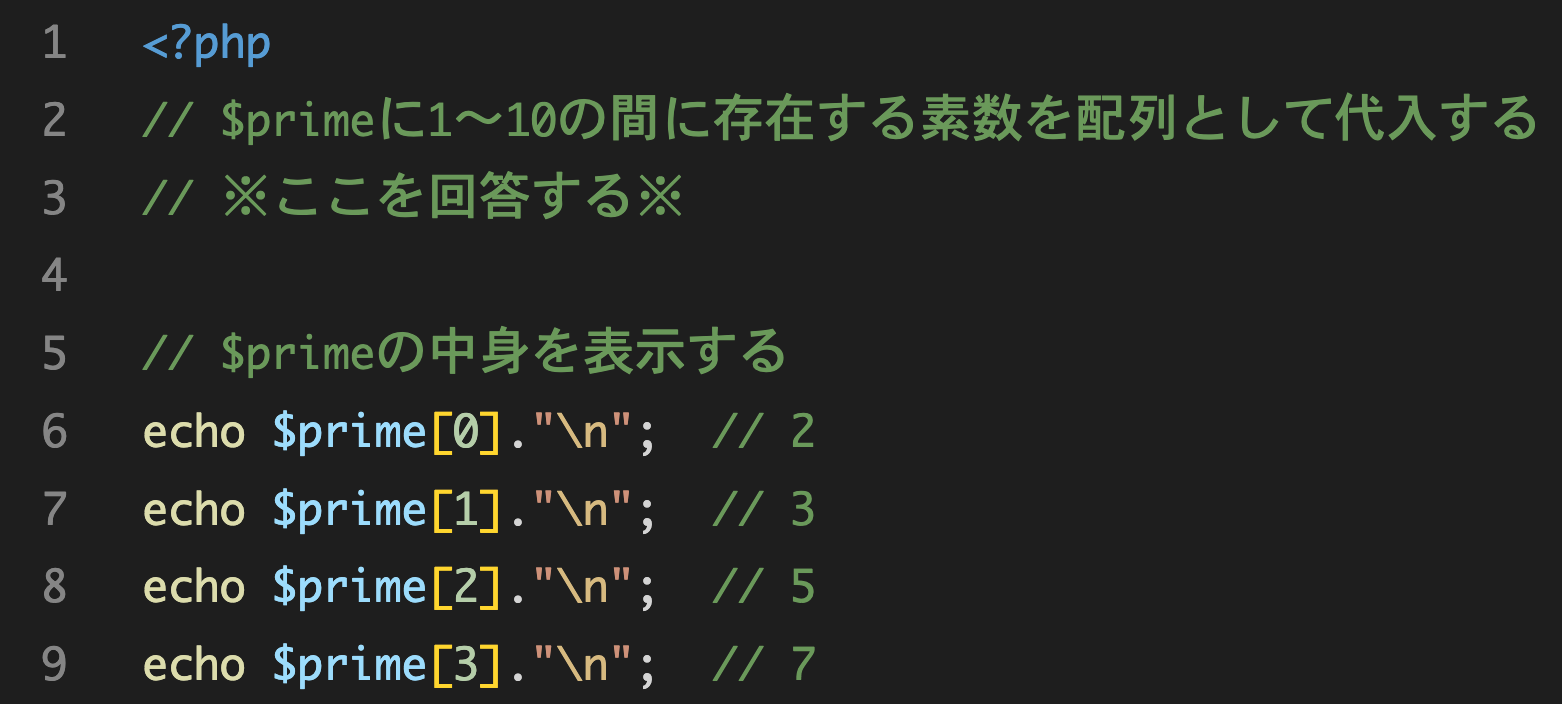 1 <?php
2 // $primeに1〜10の間に存在する素数を配列として代入する
3 // ※ここを回答する※
4
5 // $primeの中身を表示する
6 echo $prime[0]."\n";  // 2
7 echo $prime[1]."\n";  // 3
8 echo $prime[2]."\n";  // 5
9 echo $prime[3]."\n";  // 7